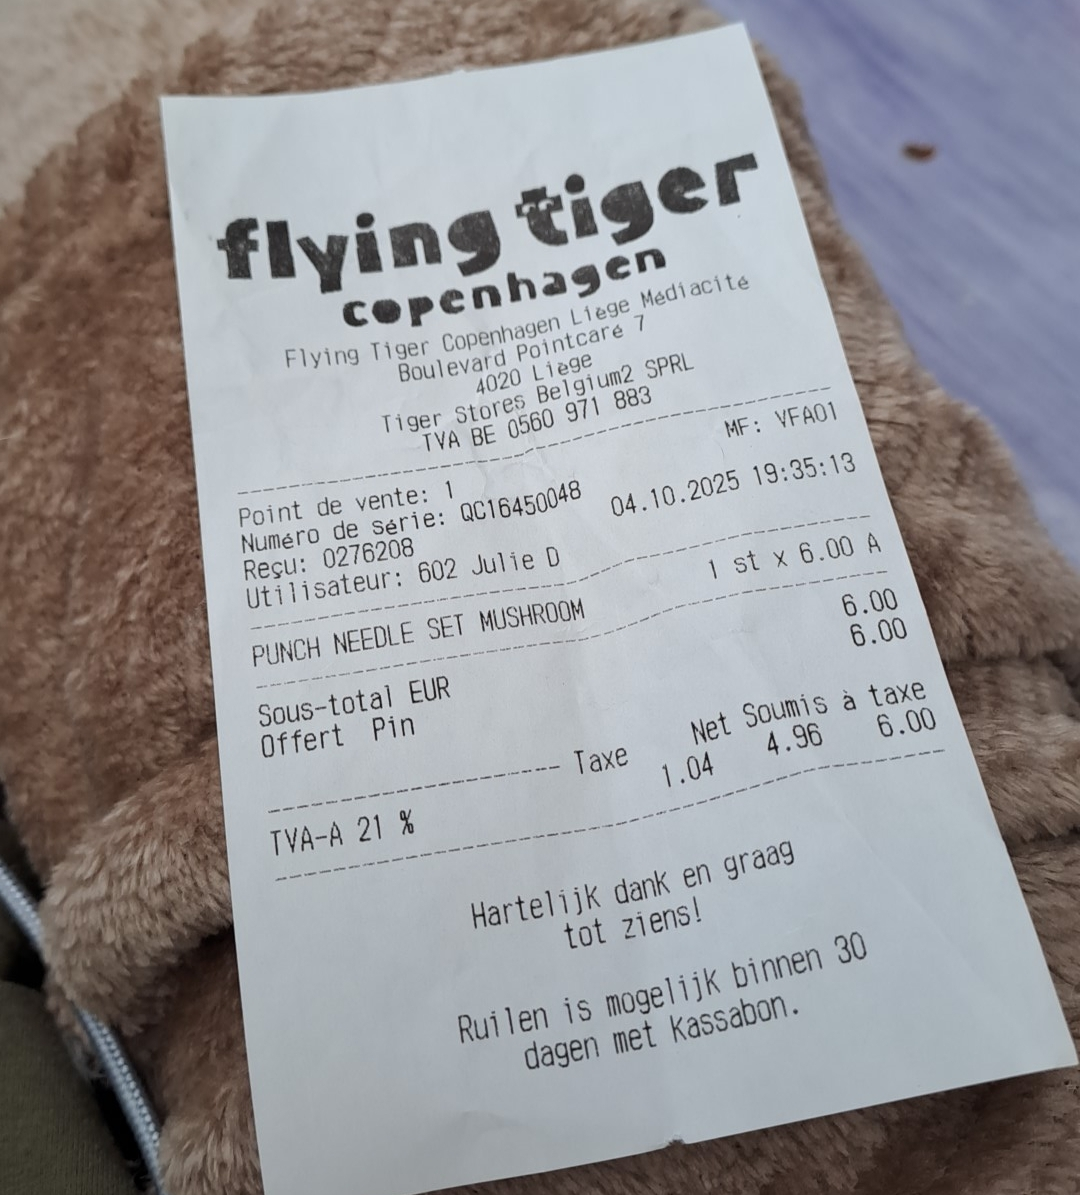 flying tiger
copenhagen
Flying Tiger Copenhagen Liège Médiacité
Boulevard Pointcaré 7
4020 Liège
Tiger Stores Belgium2 SPRL
TVA BE 0560 971 883
MF: VFA01
Point de vente: 1
Numéro de série: QC16450048
Reçu: 0276208 04.10.2025 19:35:13
Utilisateur: 602 Julie D
PUNCH NEEDLE SET MUSHROOM 1 st x 6.00 A
Sous-total EUR 6.00
Offert Pin 6.00
Taxe Net Soumis à taxe
TVA-A 21 % 1.04 4.96 6.00
Hartelijk dank en graag
tot ziens!
Ruilen is mogelijk binnen 30
dagen met kassabon.